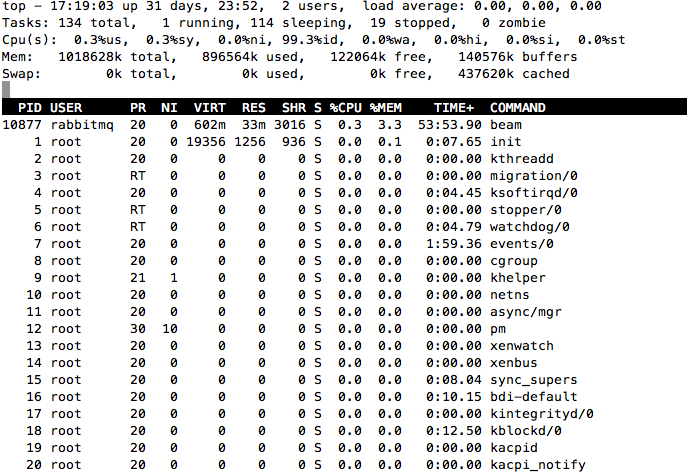 top – 17:19:03 up 31 days, 23:52,  2 users,  load average: 0.00, 0.00, 0.00
Tasks: 134 total,   1 running, 114 sleeping,  19 stopped,   0 zombie
Cpu(s):  0.3%us,  0.3%sy,  0.0%ni, 99.3%id,  0.0%wa,  0.0%hi,  0.0%si,  0.0%st
Mem:   1018628k total,   896564k used,   122064k free,   140576k buffers
Swap:        0k total,        0k used,        0k free,   437620k cached
PID USER      PR  NI  VIRT  RES  SHR S %CPU %MEM    TIME+  COMMAND
10877 rabbitmq  20   0  602m  33m 3016 S  0.3  3.3  53:53.90 beam
1 root      20   0 19356 1256  936 S  0.0  0.1   0:07.65 init
2 root      20   0     0    0    0 S  0.0  0.0   0:00.00 kthreadd
3 root      RT   0     0    0    0 S  0.0  0.0   0:00.00 migration/0
4 root      20   0     0    0    0 S  0.0  0.0   0:04.45 ksoftirqd/0
5 root      RT   0     0    0    0 S  0.0  0.0   0:00.00 stopper/0
6 root      RT   0     0    0    0 S  0.0  0.0   0:04.79 watchdog/0
7 root      20   0     0    0    0 S  0.0  0.0   1:59.36 events/0
8 root      20   0     0    0    0 S  0.0  0.0   0:00.00 cgroup
9 root      21   1     0    0    0 S  0.0  0.0   0:00.00 khelper
10 root      20   0     0    0    0 S  0.0  0.0   0:00.00 netns
11 root      20   0     0    0    0 S  0.0  0.0   0:00.00 async/mgr
12 root      30  10     0    0    0 S  0.0  0.0   0:00.00 pm
13 root      20   0     0    0    0 S  0.0  0.0   0:00.00 xenwatch
14 root      20   0     0    0    0 S  0.0  0.0   0:00.00 xenbus
15 root      20   0     0    0    0 S  0.0  0.0   0:08.04 sync_supers
16 root      20   0     0    0    0 S  0.0  0.0   0:10.15 bdi–default
17 root      20   0     0    0    0 S  0.0  0.0   0:00.00 kintegrityd/0
18 root      20   0     0    0    0 S  0.0  0.0   0:12.50 kblockd/0
19 root      20   0     0    0    0 S  0.0  0.0   0:00.00 kacpid
20 root      20   0     0    0    0 S  0.0  0.0   0:00.00 kacpi_notify